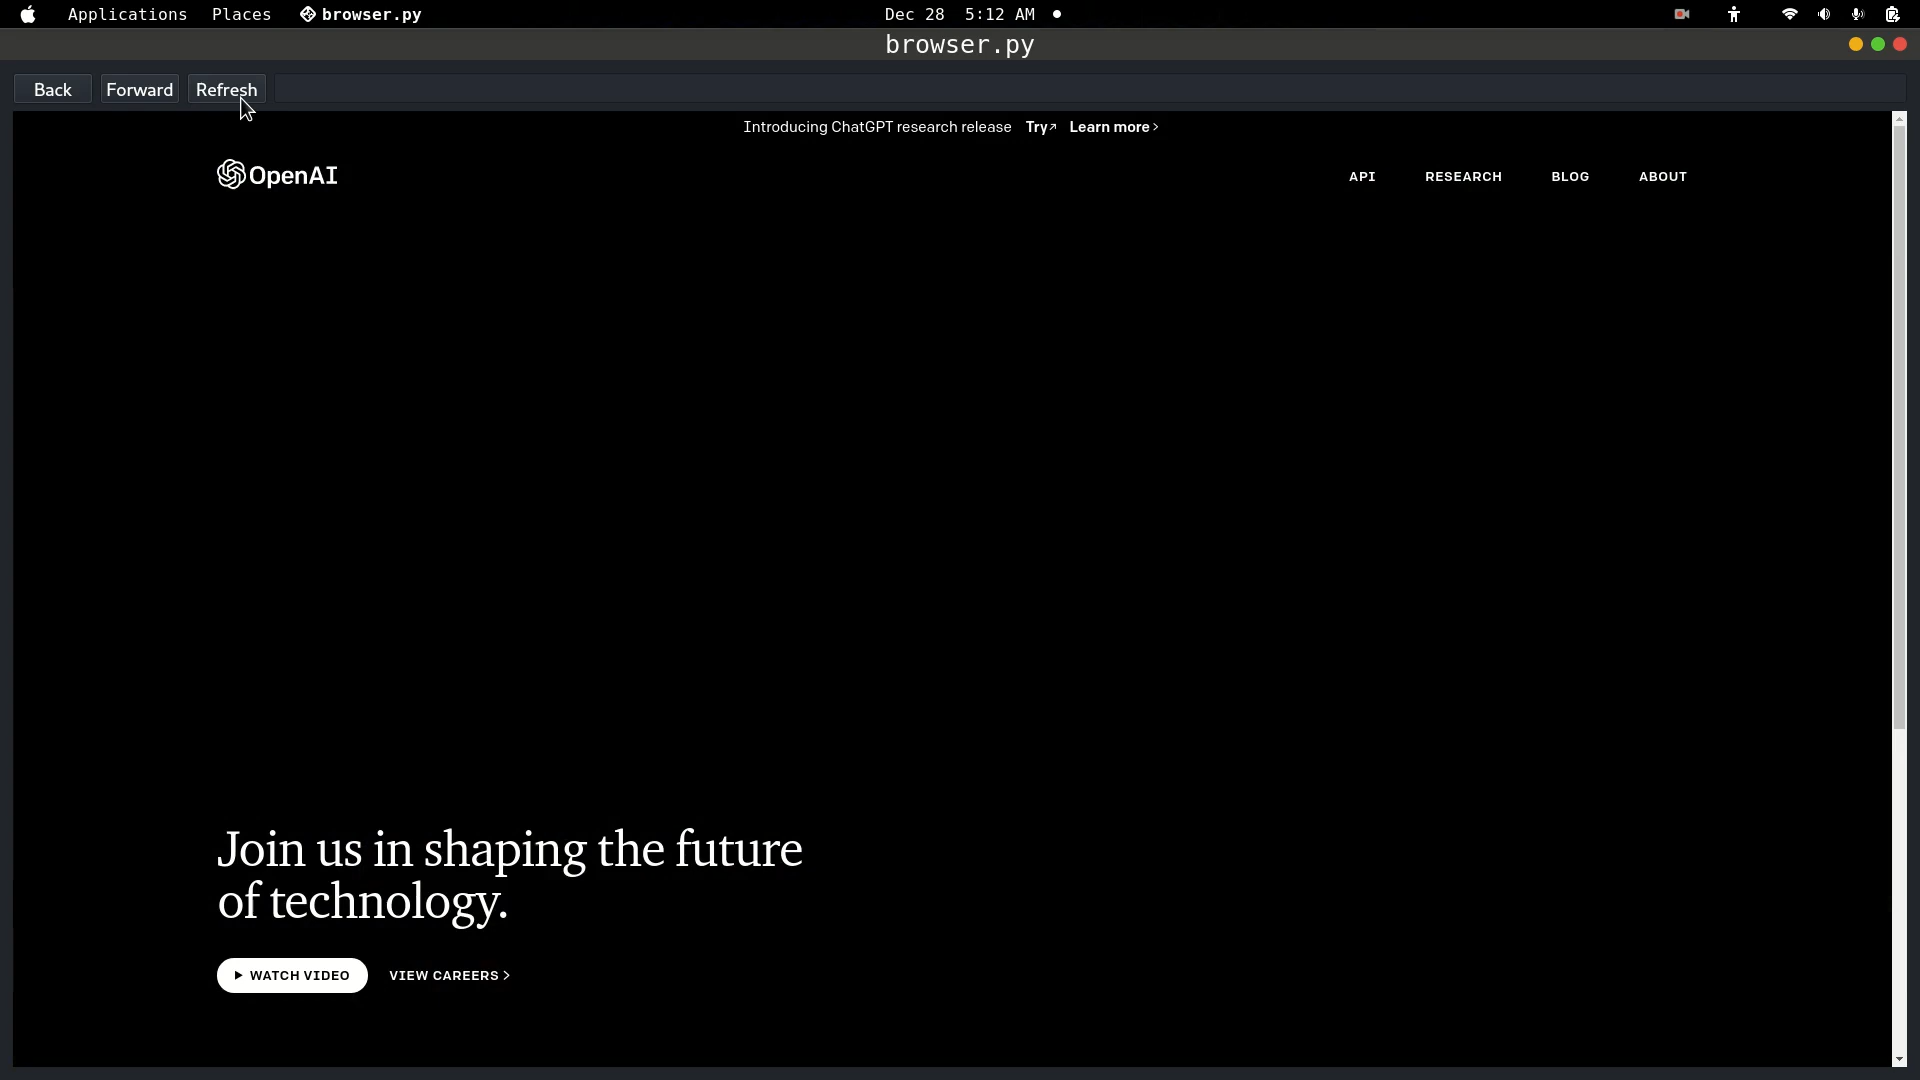 Applications Places browser.py Dec 28 5:12 AM
browser.py
Back Forward Refresh
Introducing ChatGPT research release Try↗ Learn more >
OpenAI API RESEARCH BLOG ABOUT
Join us in shaping the future
of technology.
WATCH VIDEO VIEW CAREERS >